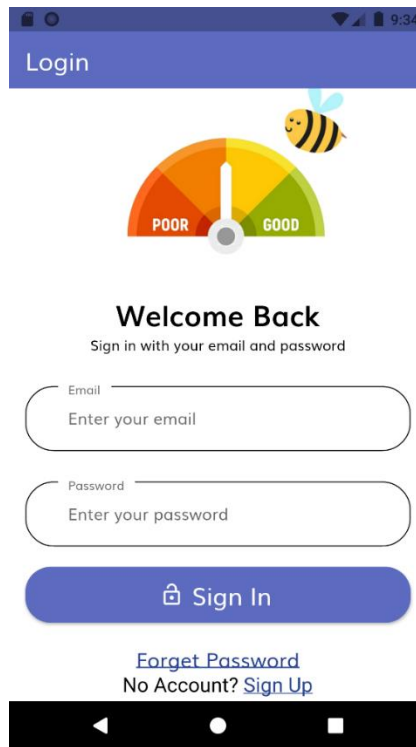 9:34
Login
POOR GOOD
Welcome Back
Sign in with your email and password
Email
Enter your email
Password
Enter your password
Sign In
Forget Password
No Account? Sign Up